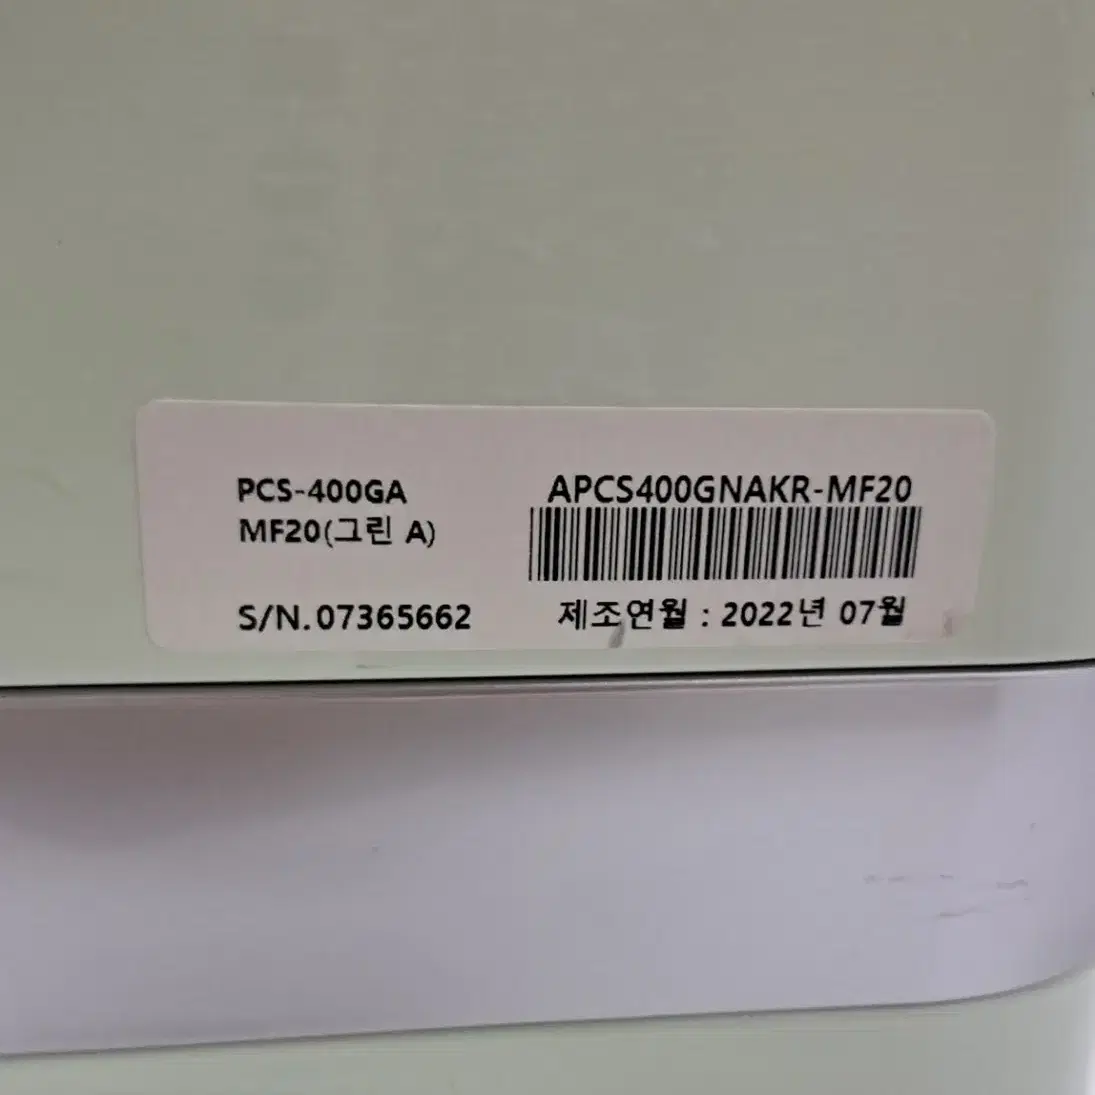 PCS-400GA
MF20(그린 A)
S/N.07365662
APCS400GNAKR-MF20
제조연월 : 2022년 07월